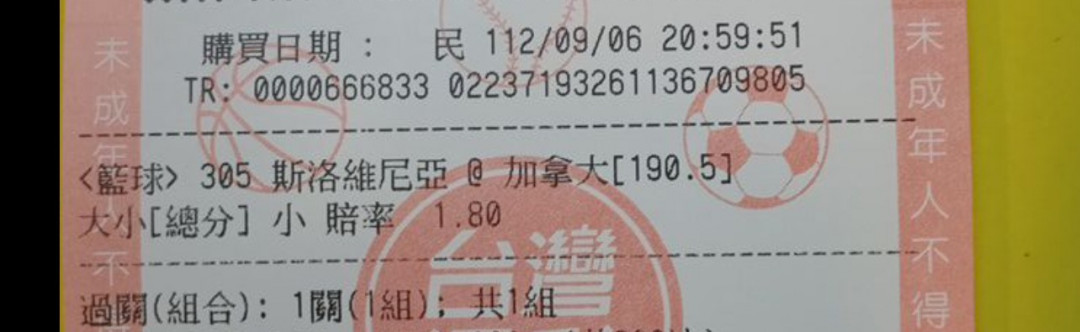 購買日期 : 民 112/09/06 20:59:51
TR: 0000666833 02237193261136709805
<籃球> 305 斯洛維尼亞 @ 加拿大[190.5]
大小[總分] 小 賠率 1.80
過關(組合): 1關(1組); 共1組
台灣
未成年人不
未成年人不得